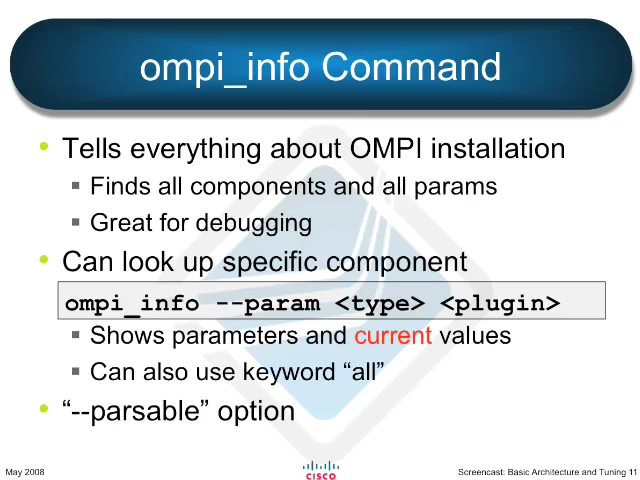 ompi_info Command
• Tells everything about OMPI installation
▪ Finds all components and all params
▪ Great for debugging
• Can look up specific component
ompi_info --param <type> <plugin>
▪ Shows parameters and current values
▪ Can also use keyword “all”
• “--parsable” option
May 2008
CISCO
Screencast: Basic Architecture and Tuning 11